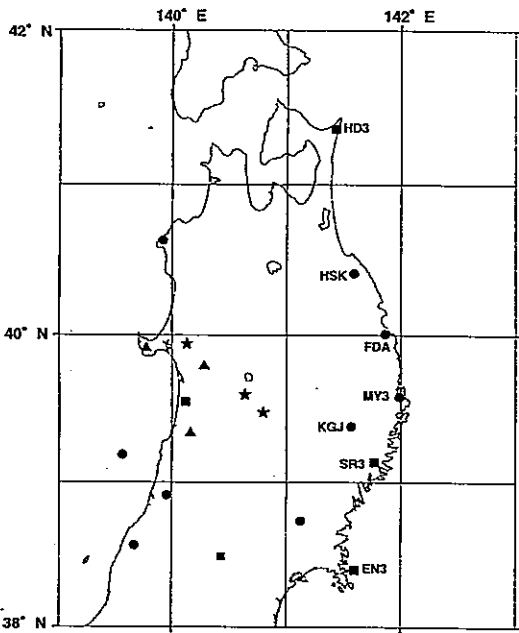 140° E 142° E
42° N
HD3
HSK
40° N
FDA
MY3
KGJ
SR3
EN3
38° N